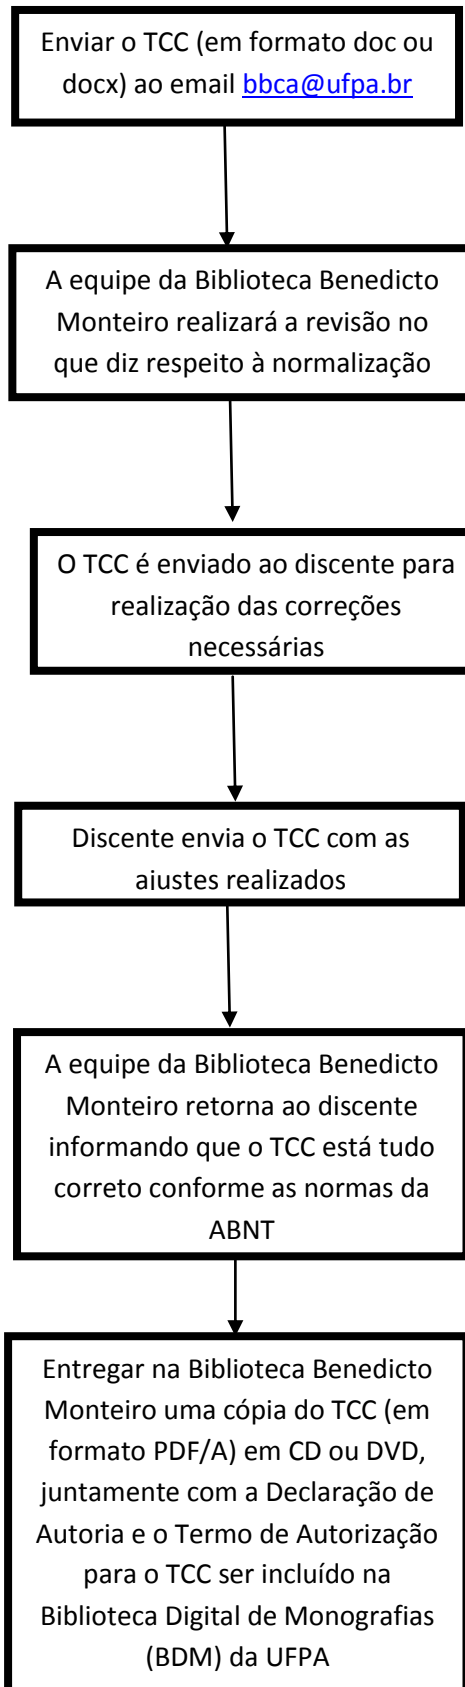 Enviar o TCC (em formato doc ou
docx) ao email bbca@ufpa.br
A equipe da Biblioteca Benedicto
Monteiro realizará a revisão no
que diz respeito à normalização
O TCC é enviado ao discente para
realização das correções
necessárias
Discente envia o TCC com as
ajustes realizados
A equipe da Biblioteca Benedicto
Monteiro retorna ao discente
informando que o TCC está tudo
correto conforme as normas da
ABNT
Entregar na Biblioteca Benedicto
Monteiro uma cópia do TCC (em
formato PDF/A) em CD ou DVD,
juntamente com a Declaração de
Autoria e o Termo de Autorização
para o TCC ser incluído na
Biblioteca Digital de Monografias
(BDM) da UFPA